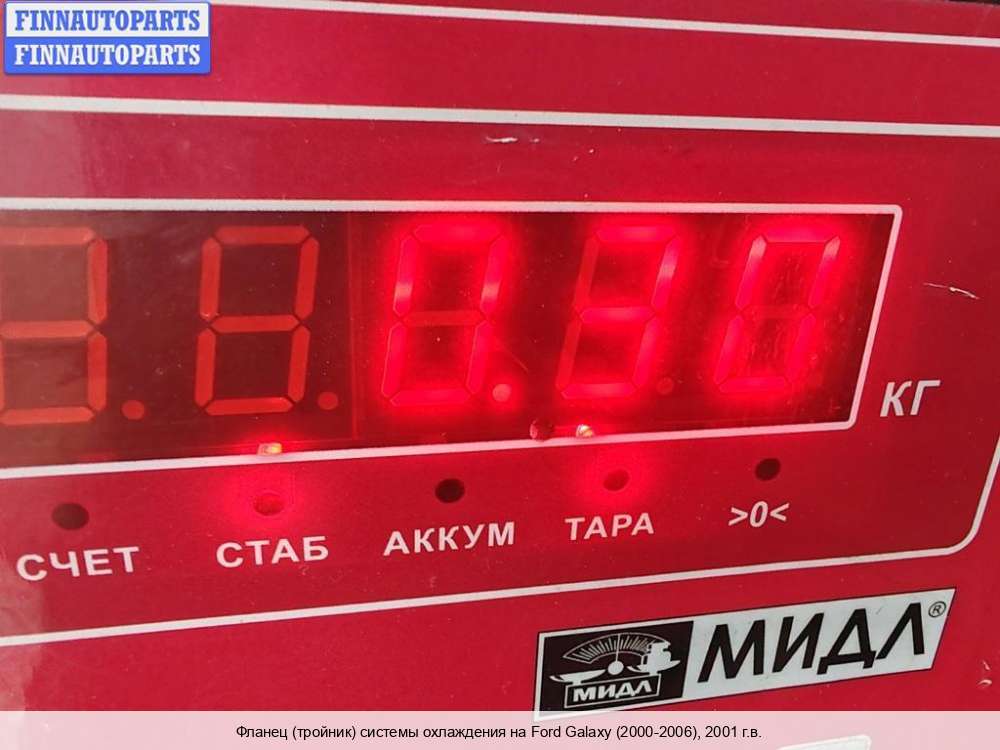 FINNAUTOPARTS
FINNAUTOPARTS
0.20
КГ
СЧЕТ СТАБ АККУМ ТАРА >0<
МИДЛ МИДЛ®
Фланец (тройник) системы охлаждения на Ford Galaxy (2000-2006), 2001 г.в.